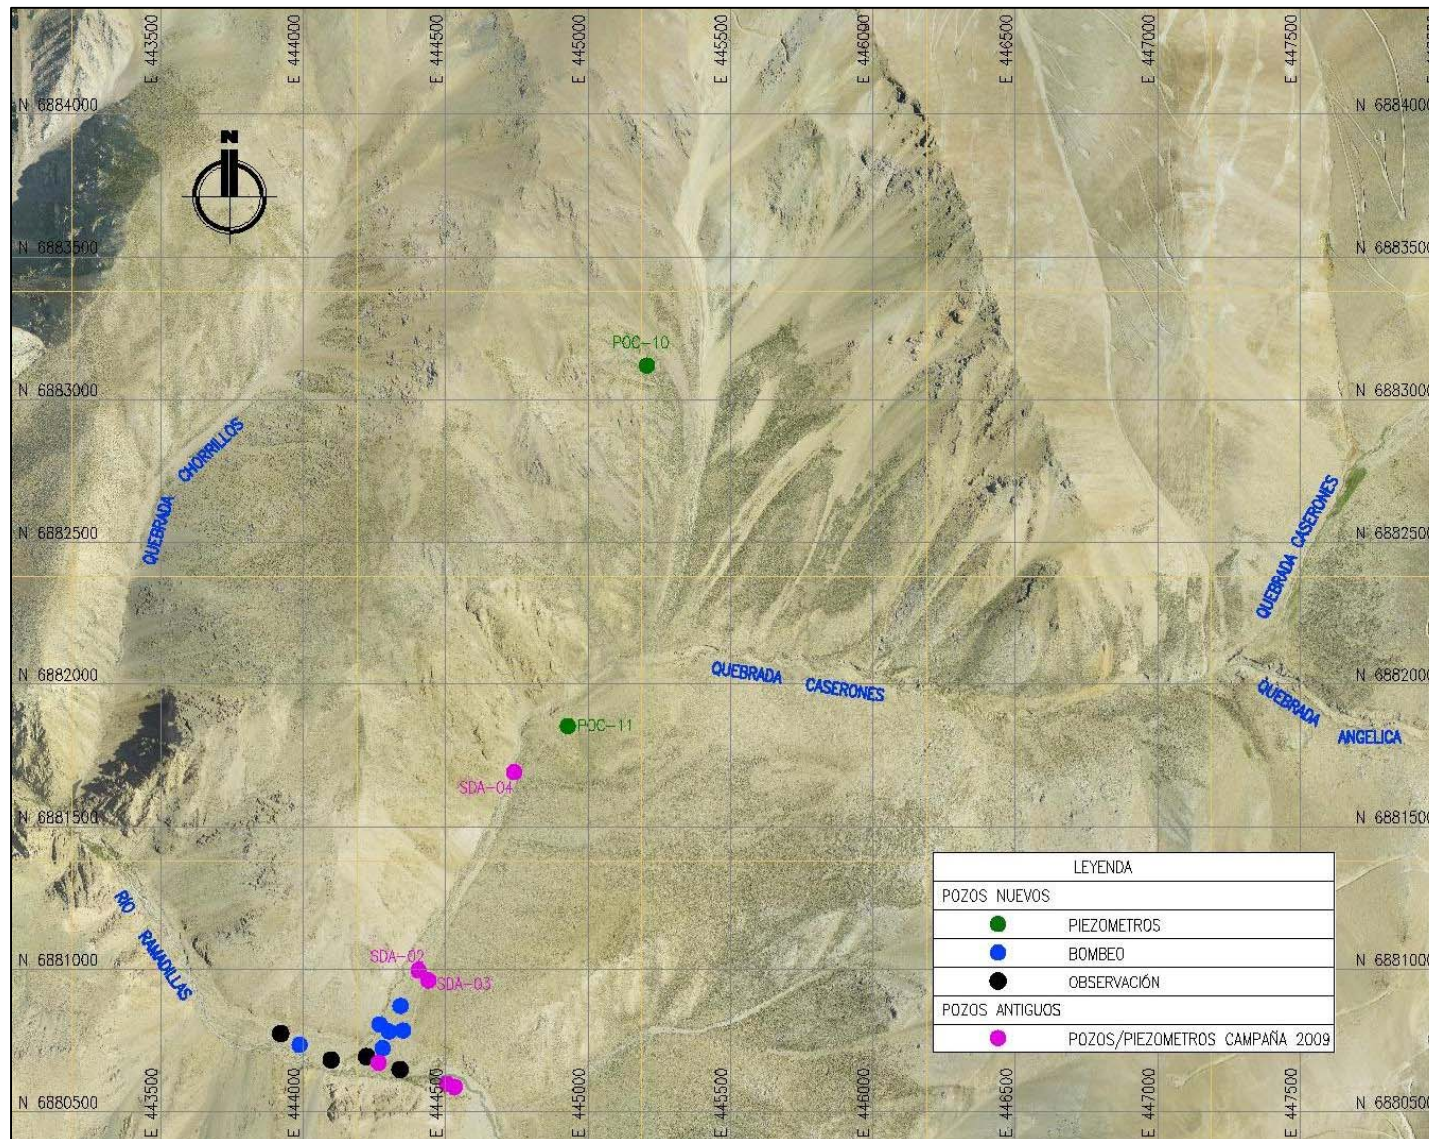 E 443500
E 444000
E 444500
E 445000
E 445500
E 446000
E 446500
E 447000
E 447500
N 6884000
N 6884000
N
N 6883500
N 6883500
POC-10
N 6883000
N 6883000
QUEBRADA CHORRILLOS
QUEBRADA CASERONES
N 6882500
N 6882500
N 6882000
N 6882000
QUEBRADA CASERONES
QUEBRADA ANGELICA
POC-11
SDA-04
N 6881500
N 6881500
LEYENDA
POZOS NUEVOS
PIEZOMETROS
BOMBEO
OBSERVACIÓN
POZOS ANTIGUOS
POZOS/PIEZOMETROS CAMPAÑA 2009
RIO RAMADILLAS
SDA-02
N 6881000
SDA-03
N 6881000
N 6880500
N 6880500
E 443500
E 444000
E 444500
E 445000
E 445500
E 446000
E 446500
E 447000
E 447500